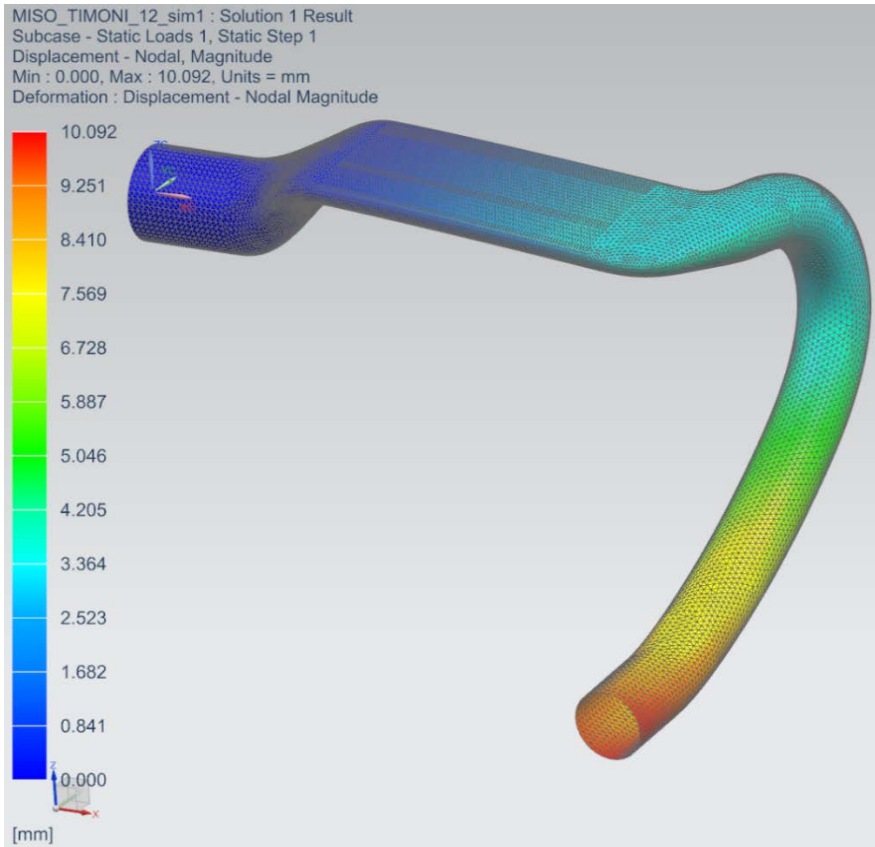 MISO_TIMONI_12_sim1 : Solution 1 Result
Subcase - Static Loads 1, Static Step 1
Displacement - Nodal, Magnitude
Min : 0.000, Max : 10.092, Units = mm
Deformation : Displacement - Nodal Magnitude
10.092
9.251
8.410
7.569
6.728
5.887
5.046
4.205
3.364
2.523
1.682
0.841
0.000
Z
X
[mm]